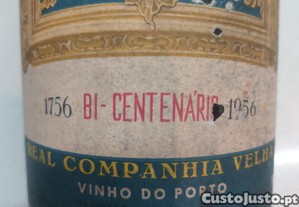 1756 BI-CENTENÁRIO 1956
REAL COMPANHIA VELHA
VINHO DO PORTO
CustoJusto.pt